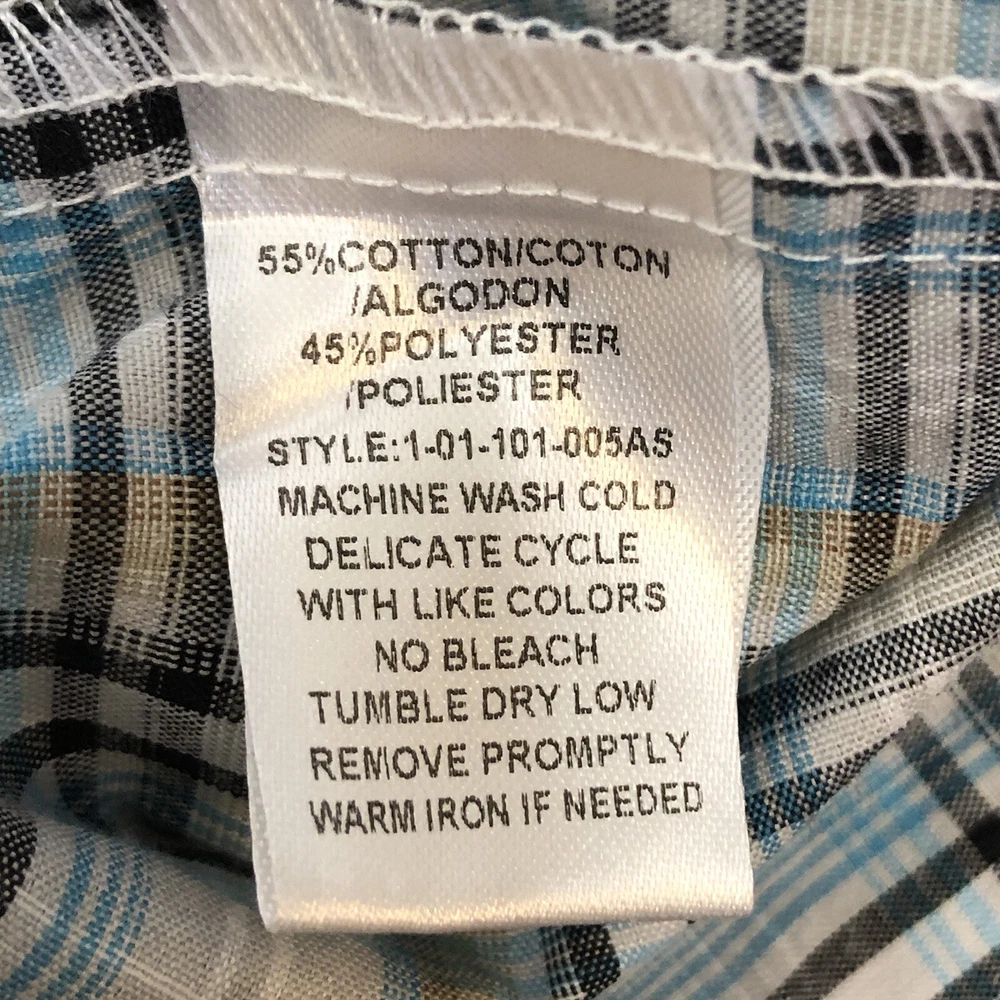 55%COTTON/COTON
/ALGODON
45%POLYESTER
/POLIESTER
STYLE:1-01-101-005AS
MACHINE WASH COLD
DELICATE CYCLE
WITH LIKE COLORS
NO BLEACH
TUMBLE DRY LOW
REMOVE PROMPTLY
WARM IRON IF NEEDED